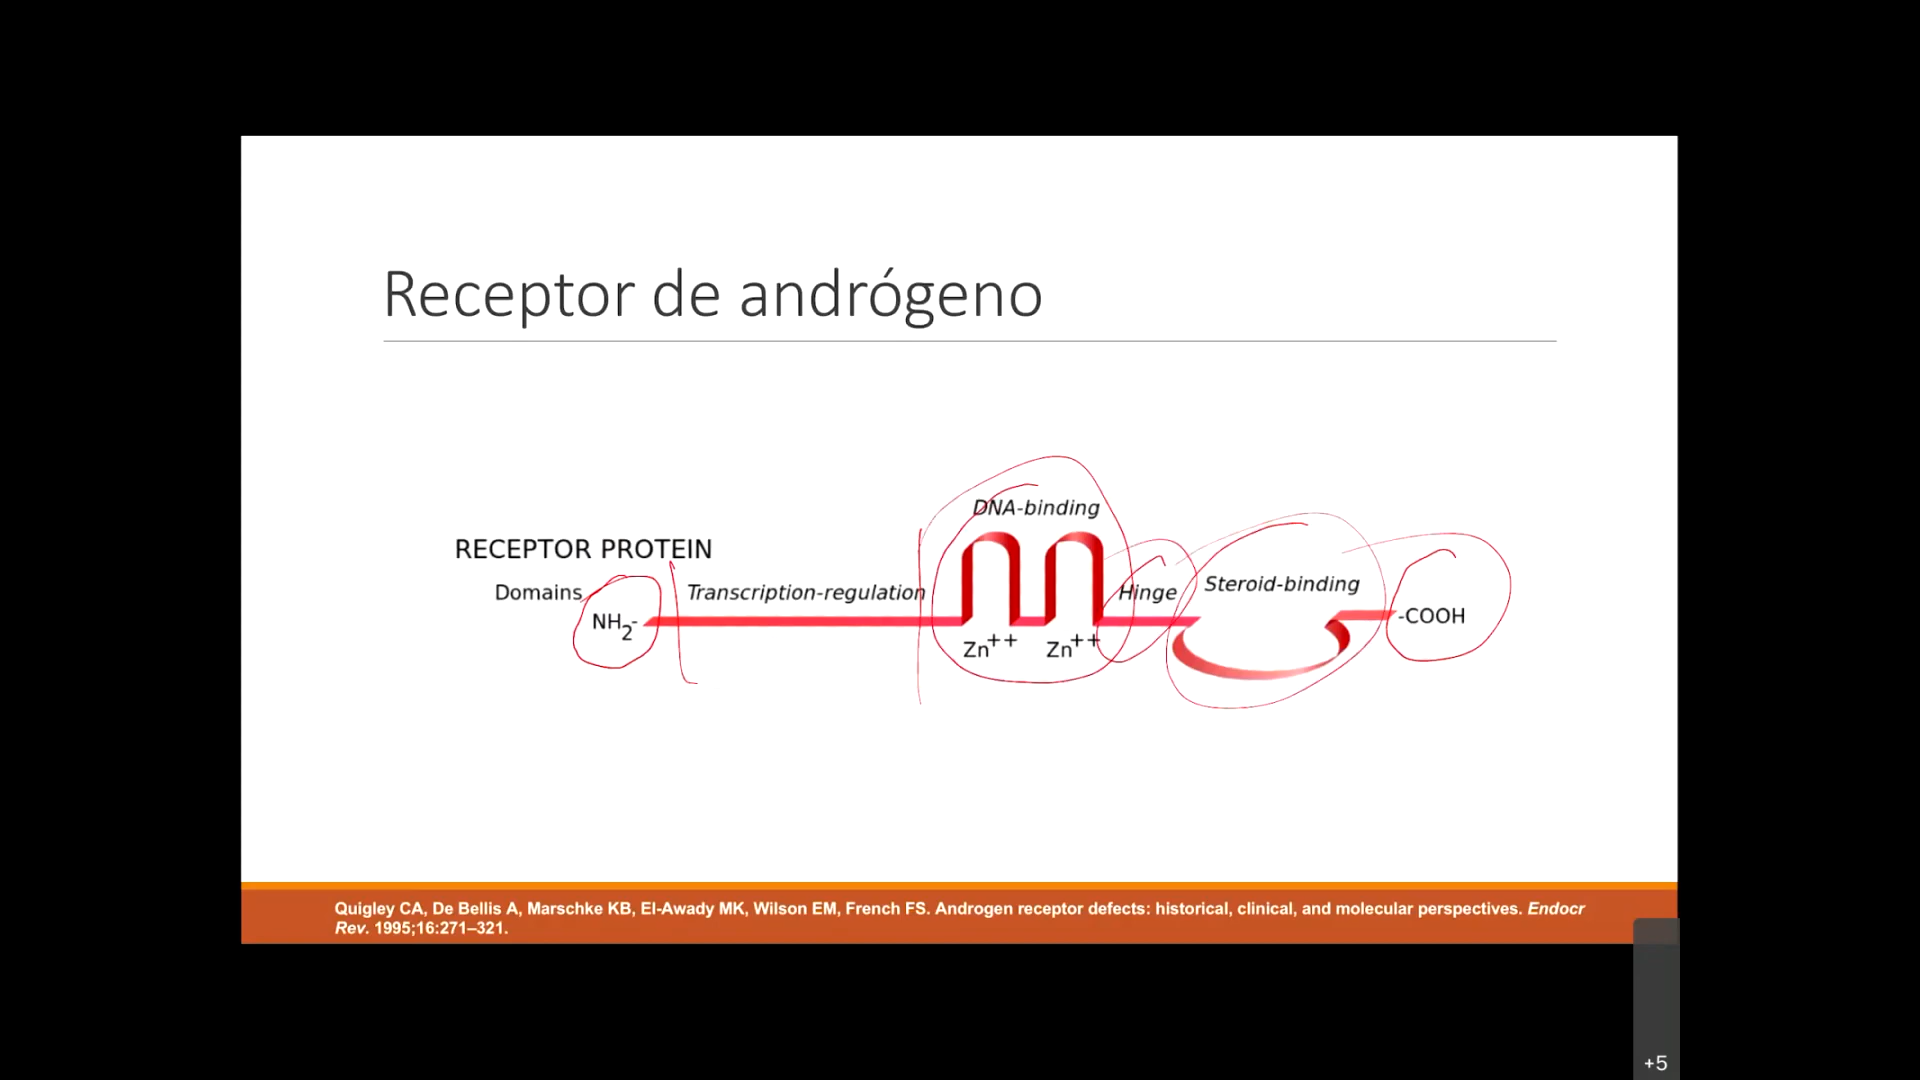 Receptor de andrógeno
DNA-binding
RECEPTOR PROTEIN
Domains
Transcription-regulation
Hinge
Steroid-binding
NH2-
-COOH
Zn++
Zn++
Quigley CA, De Bellis A, Marschke KB, El-Awady MK, Wilson EM, French FS. Androgen receptor defects: historical, clinical, and molecular perspectives. Endocr
Rev. 1995;16:271–321.
+5